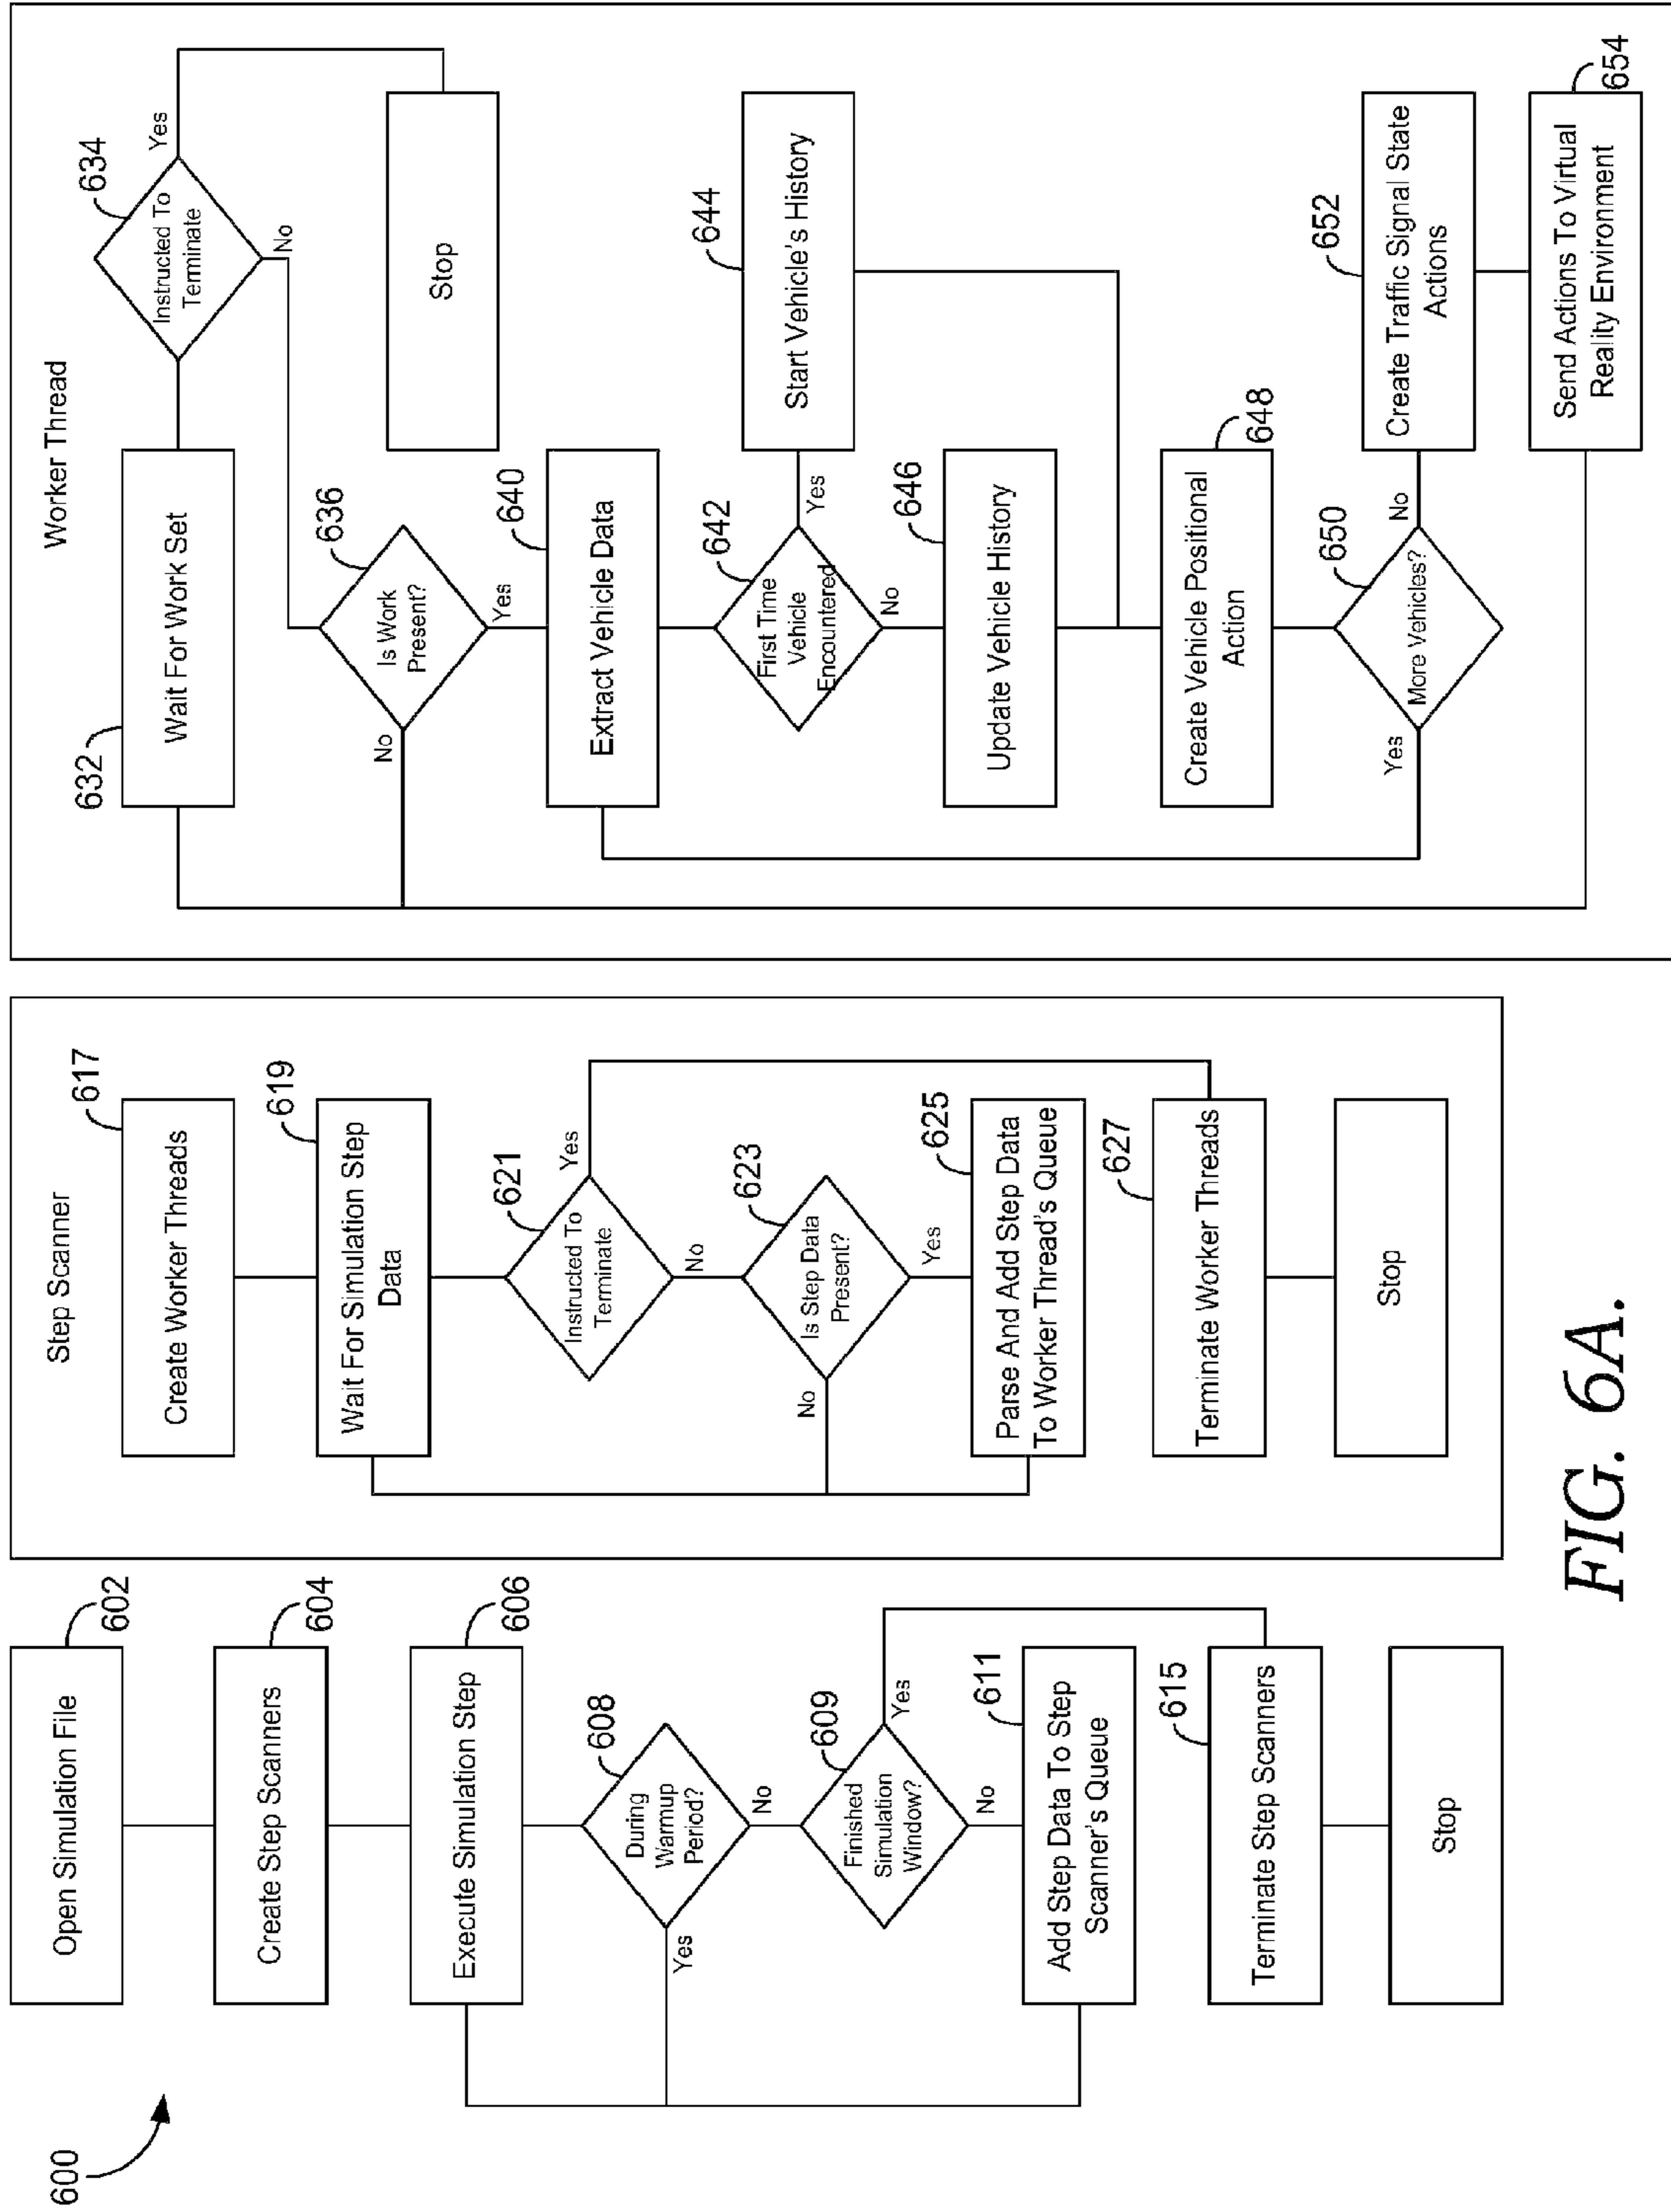 600
Open Simulation File
602
Create Step Scanners
604
Execute Simulation Step
606
During
Warmup
Period?
608
Yes
No
Finished
Simulation
Window?
609
Yes
No
Add Step Data To Step
Scanner's Queue
611
Terminate Step Scanners
615
Stop
Step Scanner
Create Worker Threads
617
Wait For Simulation Step
Data
619
Instructed To
Terminate
621
Yes
No
Is Step Data
Present?
623
No
Yes
Parse And Add Step Data
To Worker Thread's Queue
625
Terminate Worker Threads
627
Stop
Worker Thread
632
Wait For Work Set
Instructed To
Terminate
634
Yes
No
Stop
Is Work
Present?
636
No
Yes
Extract Vehicle Data
640
First Time
Vehicle
Encountered
642
Yes
No
Start Vehicle's History
644
Update Vehicle History
646
Create Vehicle Positional
Action
648
More Vehicles?
650
Yes
No
Create Traffic Signal State
Actions
652
Send Actions To Virtual
Reality Environment
654
FIG. 6A.